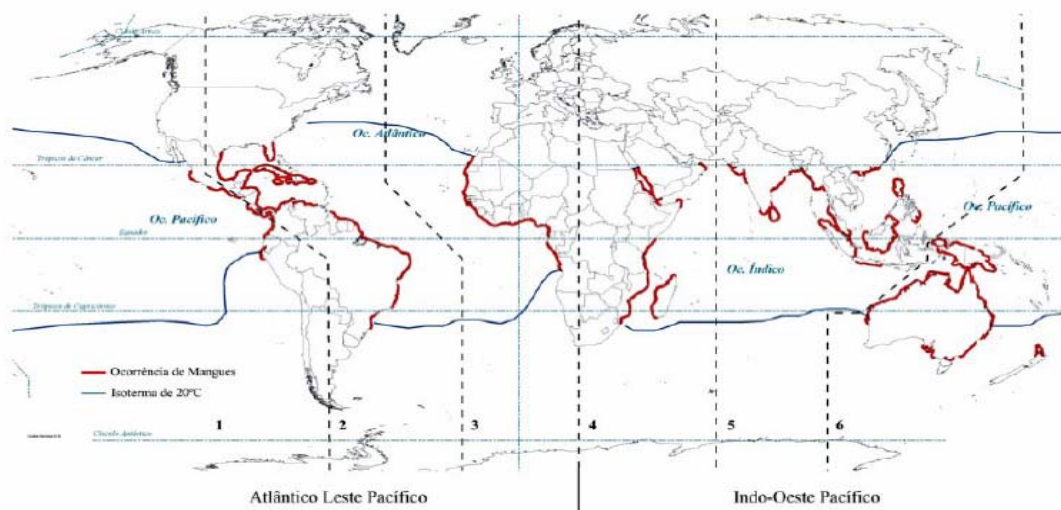 Oc. Atlântico
Trópico de Câncer
Oc. Pacífico
Oc. Pacífico
Equador
Oc. Índico
Trópico de Capricórnio
Ocorrência de Mangues
Isoterma de 20ºC
1 2 3 4 5 6
Círculo Antártico
Atlântico Leste Pacífico Indo-Oeste Pacífico